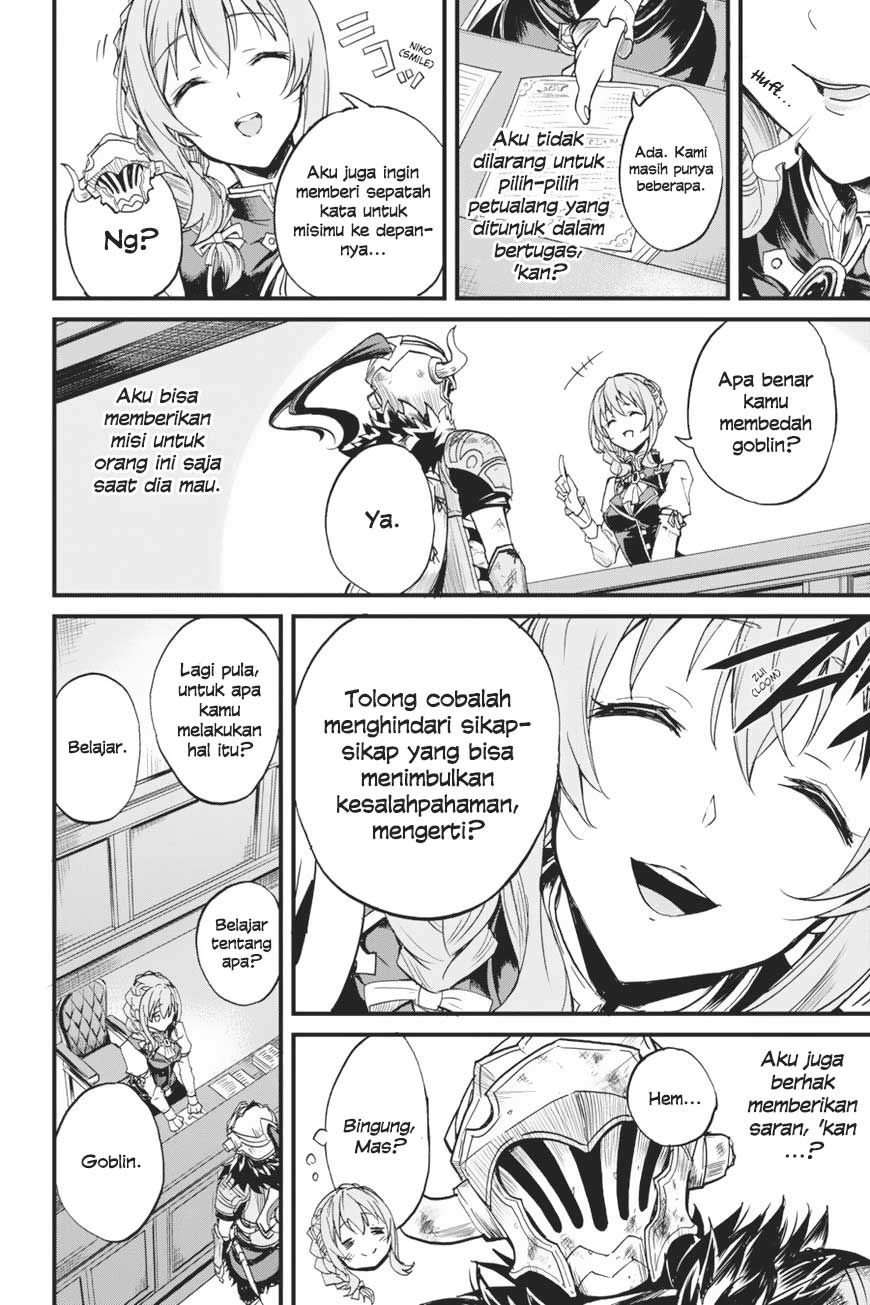 Huft...
Ada. Kami
masih punya
beberapa.
Aku tidak
dilarang untuk
pilih-pilih
petualang yang
ditunjuk dalam
bertugas,
'kan?
ニコッ
NIKO
(SMILE)
Aku juga ingin
memberi sepatah
kata untuk
misimu ke depan-
nya...
Ng?
Apa benar
kamu
membedah
goblin?
Ya.
Aku bisa
memberikan
misi untuk
orang ini saja
saat dia mau.
ZUI
(LOOM)
Tolong cobalah
menghindari sikap-
sikap yang bisa
menimbulkan
kesalahpahaman,
mengerti?
Aku juga
berhak
memberikan
saran, 'kan
...?
Hem...
Bingung,
Mas?
Lagi pula,
untuk apa
kamu
melakukan
hal itu?
Belajar.
Belajar
tentang
apa?
Goblin.